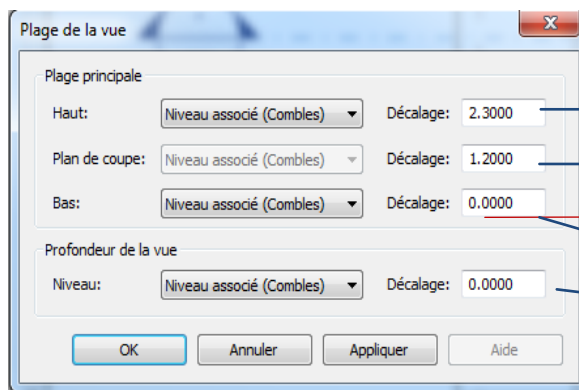 Plage de la vue
Plage principale
Haut: Niveau associé (Combles) Décalage: 2.3000
Plan de coupe: Niveau associé (Combles) Décalage: 1.2000
Bas: Niveau associé (Combles) Décalage: 0.0000
Profondeur de la vue
Niveau: Niveau associé (Combles) Décalage: 0.0000
OK Annuler Appliquer Aide